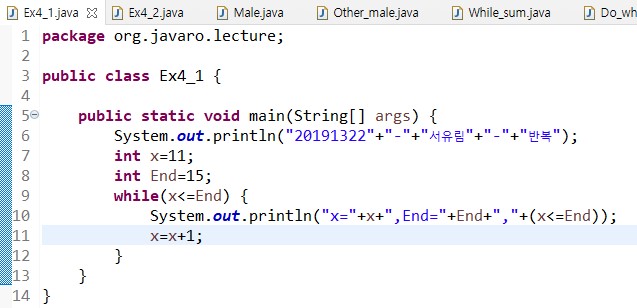 Ex4_1.java Ex4_2.java Male.java Other_male.java While_sum.java Do_wh
1 package org.javaro.lecture;
2
3 public class Ex4_1 {
4
5 public static void main(String[] args) {
6 System.out.println("20191322"+"-"+"서유림"+"-"+"반복");
7 int x=11;
8 int End=15;
9 while(x<=End) {
10 System.out.println("x="+x+",End="+End+","+(x<=End));
11 x=x+1;
12 }
13 }
14 }